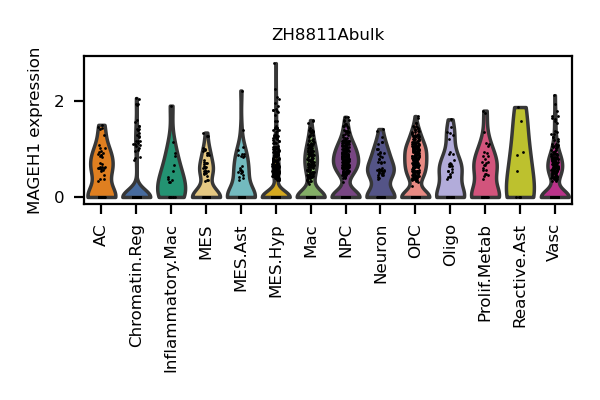 ZH8811Abulk
MAGEH1 expression
2
0
AC
Chromatin.Reg
Inflammatory.Mac
MES
MES.Ast
MES.Hyp
Mac
NPC
Neuron
OPC
Oligo
Prolif.Metab
Reactive.Ast
Vasc